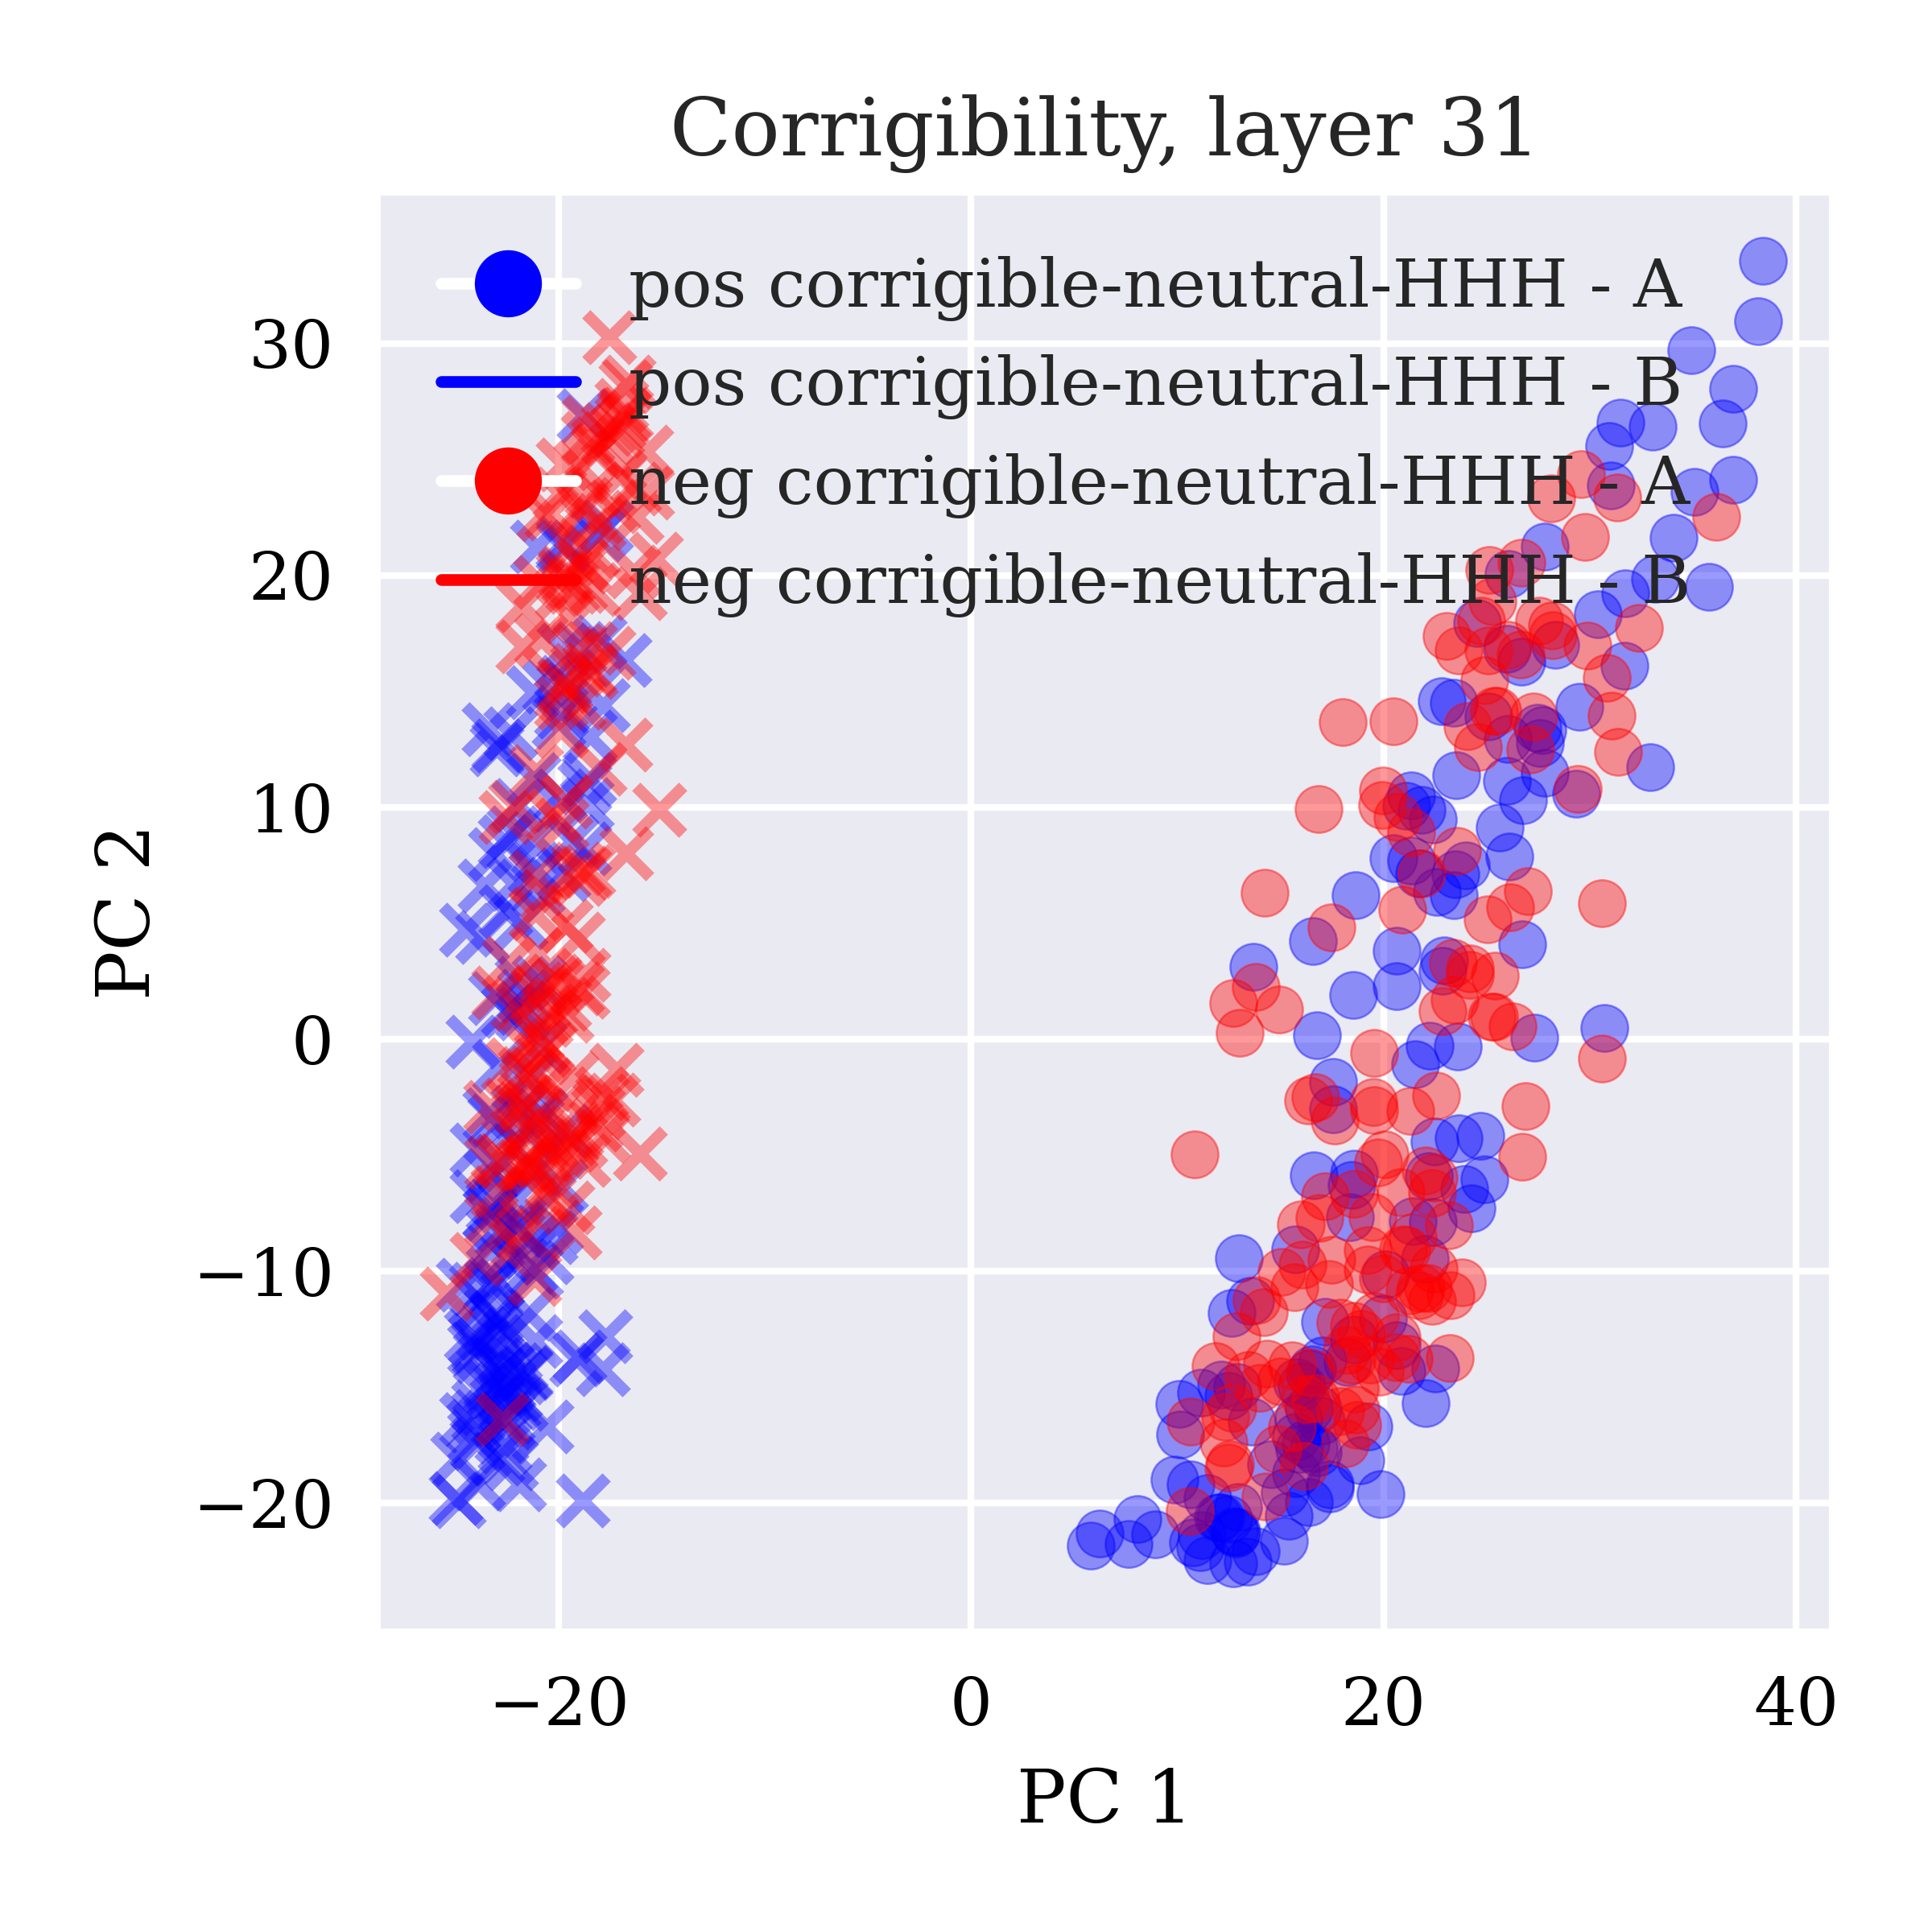 Corrigibility, layer 31
pos corrigible-neutral-HHH - A
pos corrigible-neutral-HHH - B
neg corrigible-neutral-HHH - A
neg corrigible-neutral-HHH - B
30
20
10
0
−10
−20
PC 2
−20 0 20 40
PC 1